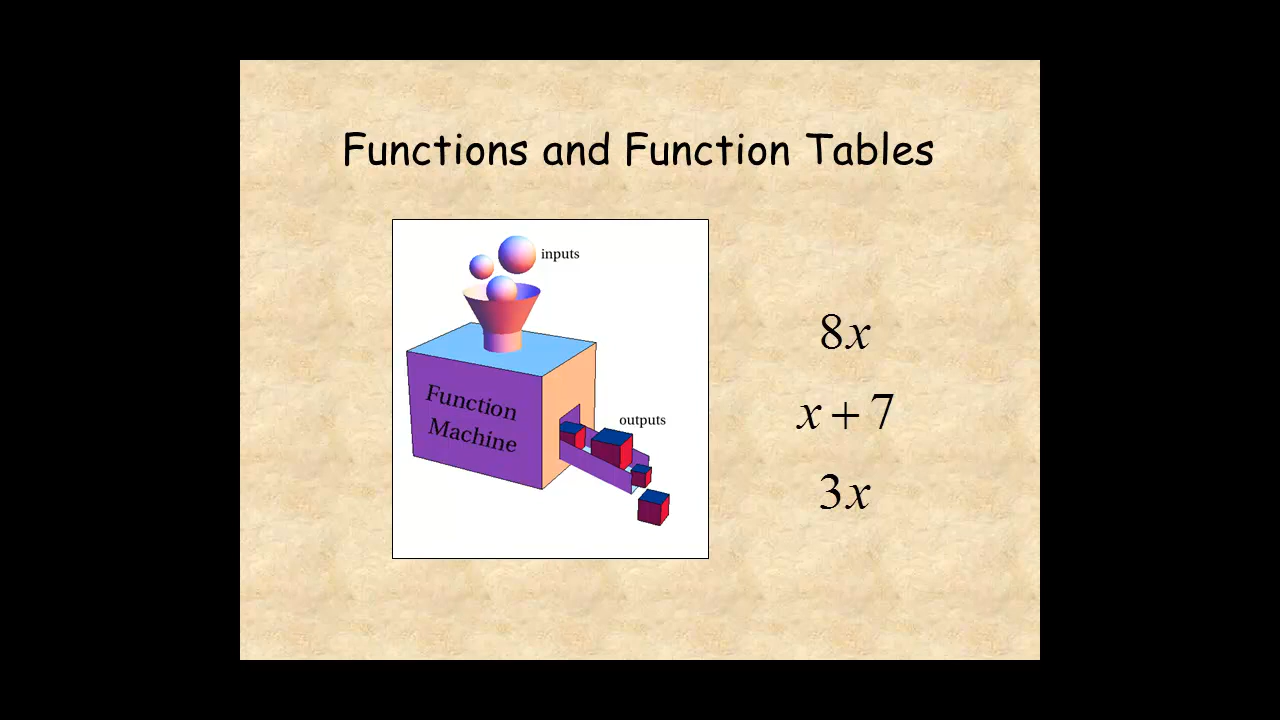 Functions and Function Tables
inputs
Function
Machine
outputs
8x
x + 7
3x